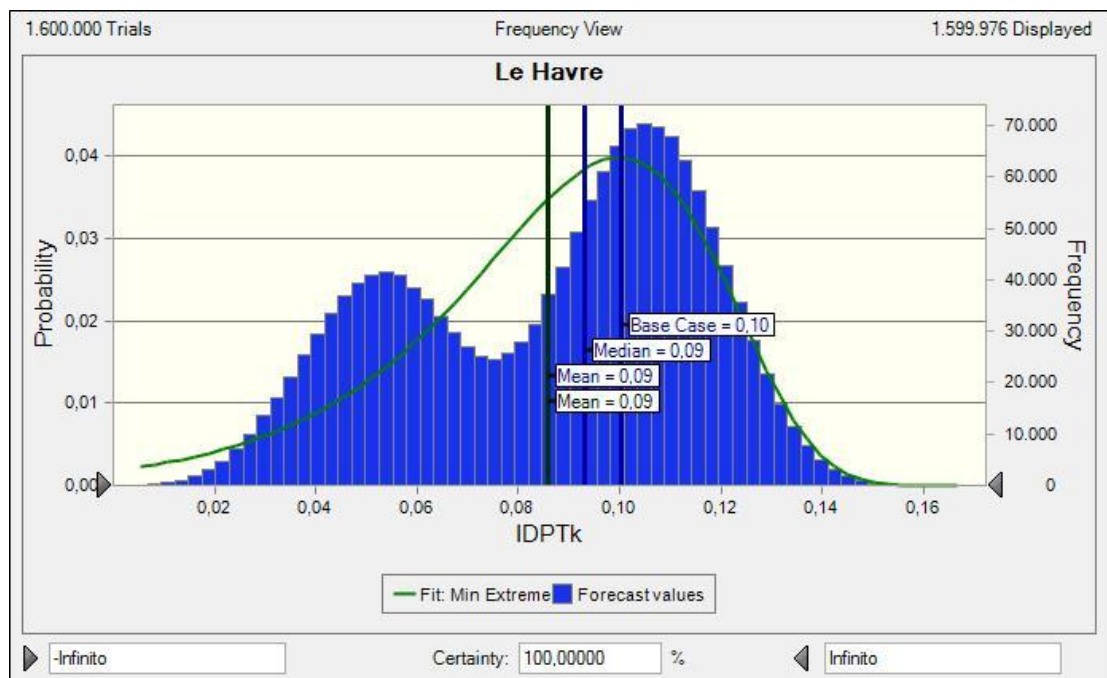 1.600.000 Trials
Frequency View
1.599.976 Displayed
Le Havre
0,04
0,03
0,02
0,01
0,00
Probability
70.000
60.000
50.000
40.000
30.000
20.000
10.000
0
Frequency
Base Case = 0,10
Median = 0,09
Mean = 0,09
Mean = 0,09
0,02 0,04 0,06 0,08 0,10 0,12 0,14 0,16
IDPTk
Fit: Min Extreme Forecast values
-Infinito Certainty: 100,00000 % Infinito